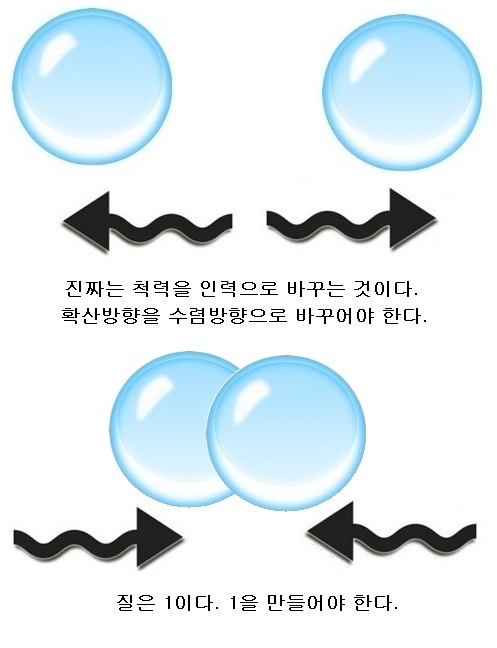 진짜는 척력을 인력으로 바꾸는 것이다.
확산방향을 수렴방향으로 바꾸어야 한다.
질은 1이다. 1을 만들어야 한다.